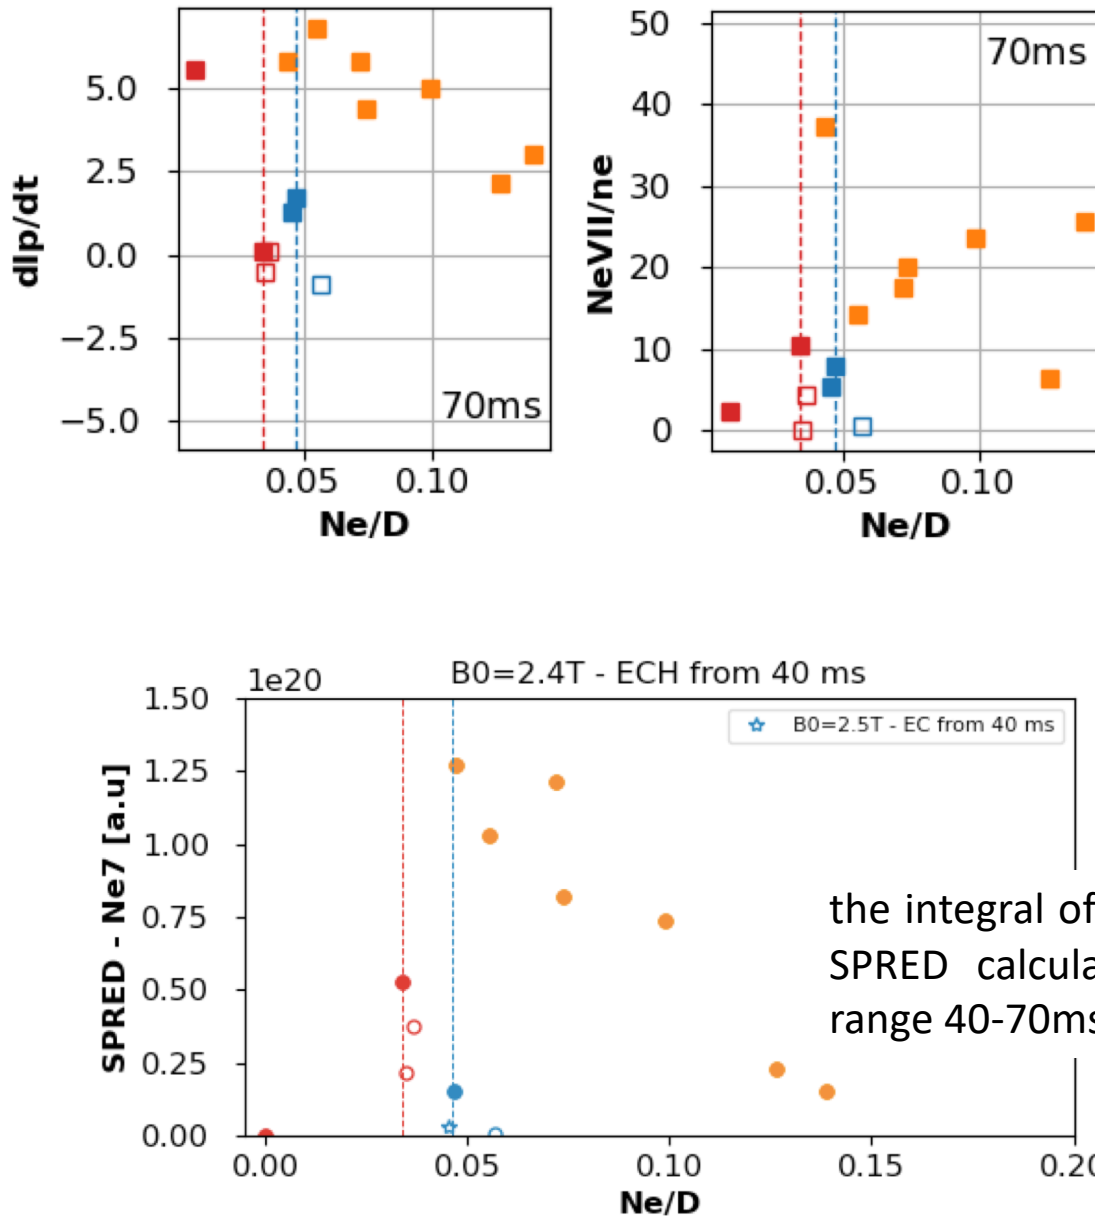 5.0
2.5
0.0
−2.5
−5.0
dIp/dt
70ms
0.05 0.10
Ne/D
50
40
30
20
10
0
NeVII/ne
70ms
0.05 0.10
Ne/D
1e20
B0=2.4T - ECH from 40 ms
B0=2.5T - EC from 40 ms
1.50
1.25
1.00
0.75
0.50
0.25
0.00
SPRED - Ne7 [a.u]
the integral of
SPRED calcula
range 40-70ms
0.00 0.05 0.10 0.15 0.20
Ne/D